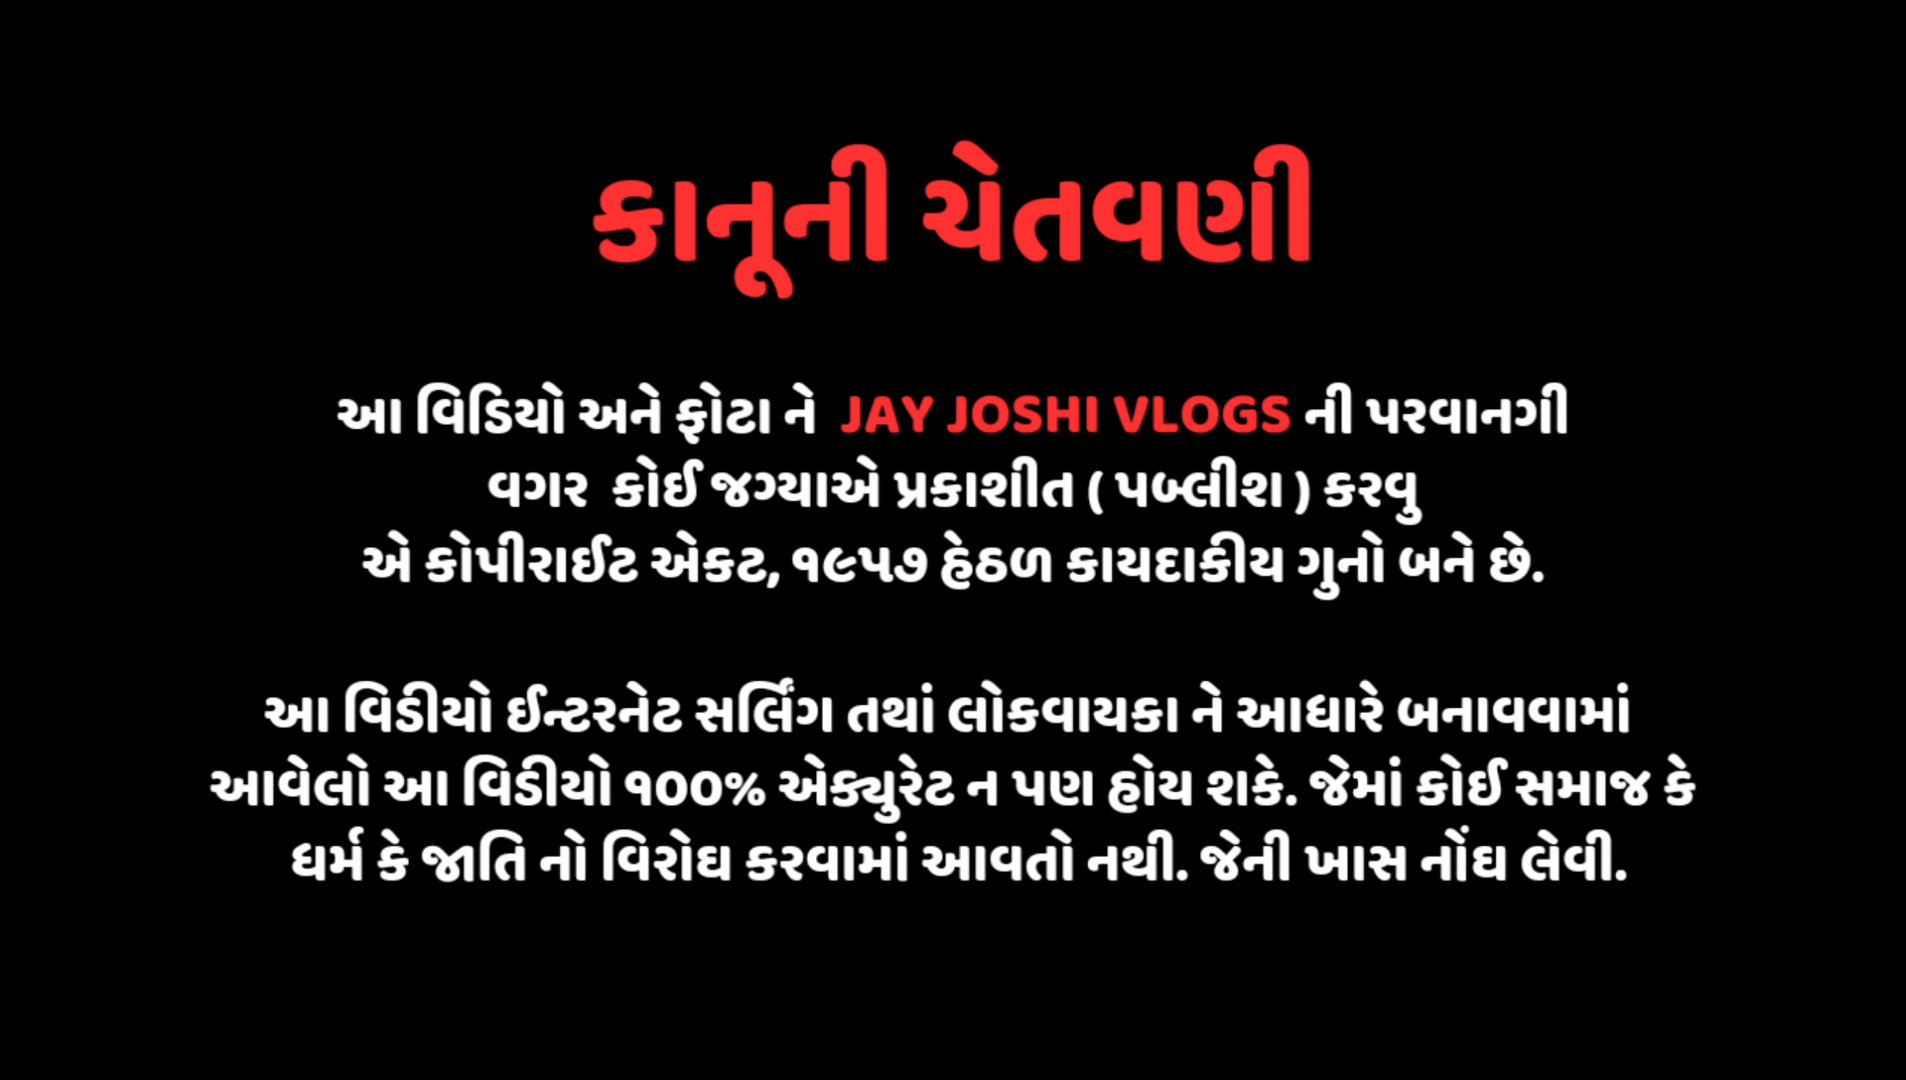 કાનૂની ચેતવણી
આ વિડિયો અને ફોટા ને JAY JOSHI VLOGS ની પરવાનગી
વગર કોઈ જગ્યાએ પ્રકાશીત ( પબ્લીશ ) કરવુ
એ કોપીરાઈટ એકટ, ૧૯૫૭ હેઠળ કાયદાકીય ગુનો બને છે.
આ વિડીયો ઈન્ટરનેટ સર્લિંગ તથાં લોકવાયકા ને આધારે બનાવવામાં
આવેલો આ વિડીયો ૧૦૦% એક્યુરેટ ન પણ હોય શકે. જેમાં કોઈ સમાજ કે
ધર્મ કે જાતિ નો વિરોઘ કરવામાં આવતો નથી. જેની ખાસ નોંઘ લેવી.